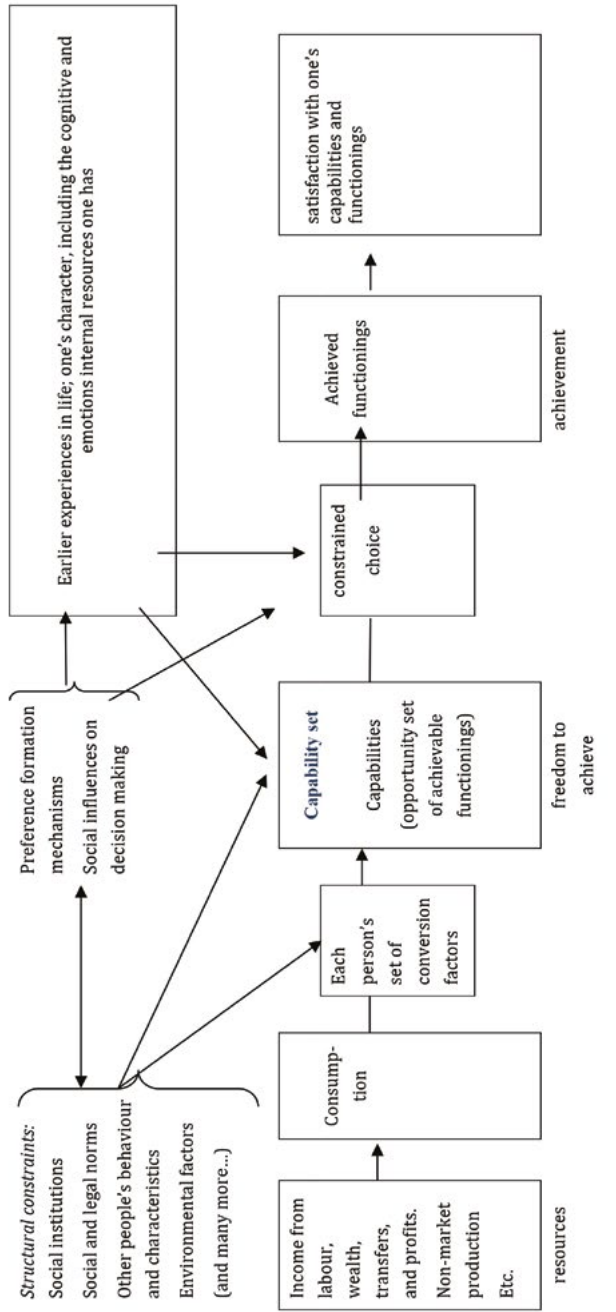 Structural constraints:
Social institutions
Social and legal norms
Other people's behaviour
and characteristics
Environmental factors
(and many more...)
Preference formation
mechanisms
Social influences on
decision making
Earlier experiences in life; one's character, including the cognitive and
emotions internal resources one has
Income from
labour,
wealth,
transfers,
and profits.
Non-market
production
Etc.
resources
Consump-
tion
Each
person's
set of
conversion
factors
Capability set
Capabilities
(opportunity set
of achievable
functionings)
freedom to
achieve
constrained
choice
Achieved
functionings
achievement
satisfaction with one's
capabilities and
functionings